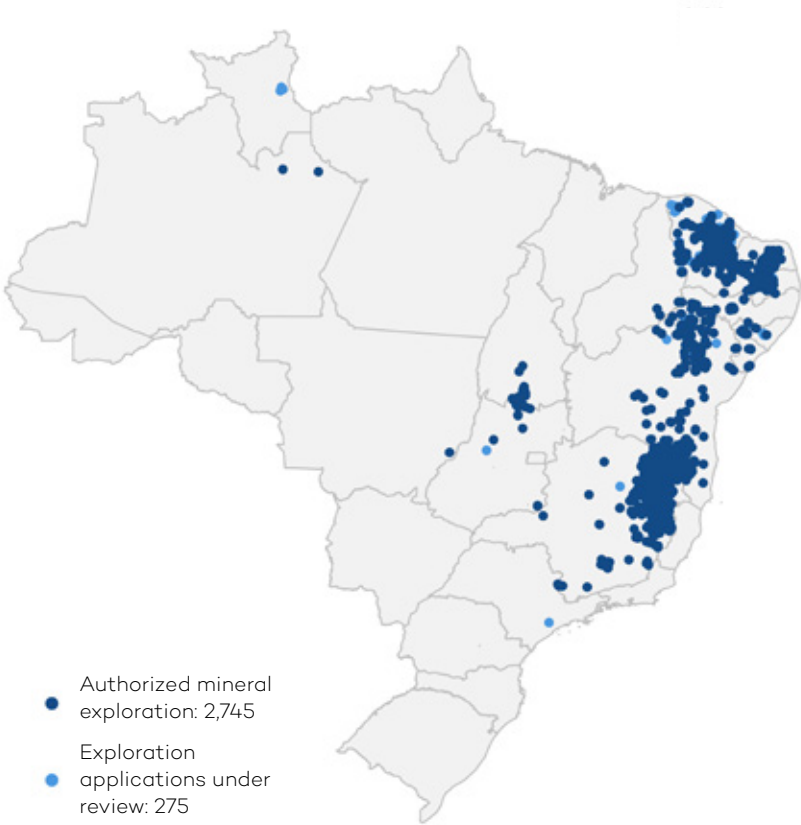 Authorized mineral
exploration: 2,745
Exploration
applications under
review: 275